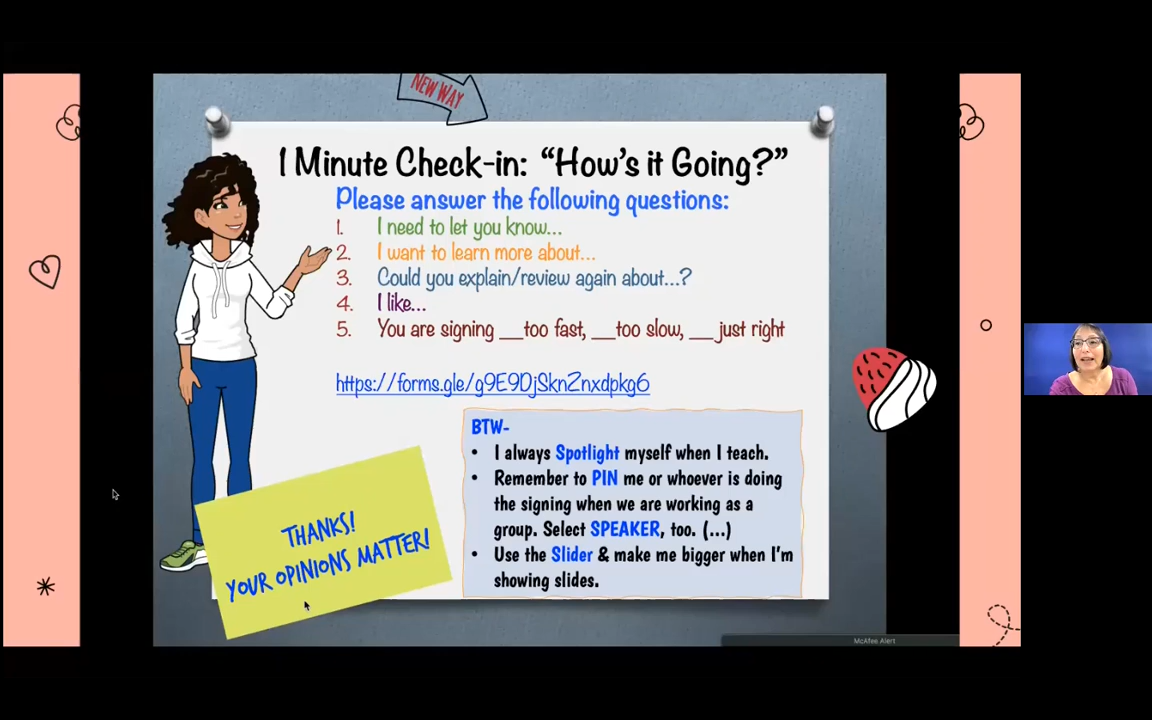 NEW WAY
1 Minute Check-in: “How’s it Going?”
Please answer the following questions:
1. I need to let you know...
2. I want to learn more about...
3. Could you explain/review again about...?
4. I like...
5. You are signing __too fast, __too slow, __ just right
https://forms.gle/g9E9DjSknZnxdpkg6
BTW-
• I always Spotlight myself when I teach.
• Remember to PIN me or whoever is doing
the signing when we are working as a
group. Select SPEAKER, too. (...)
• Use the Slider & make me bigger when I’m
showing slides.
THANKS!
YOUR OPINIONS MATTER!
McAfee Alert